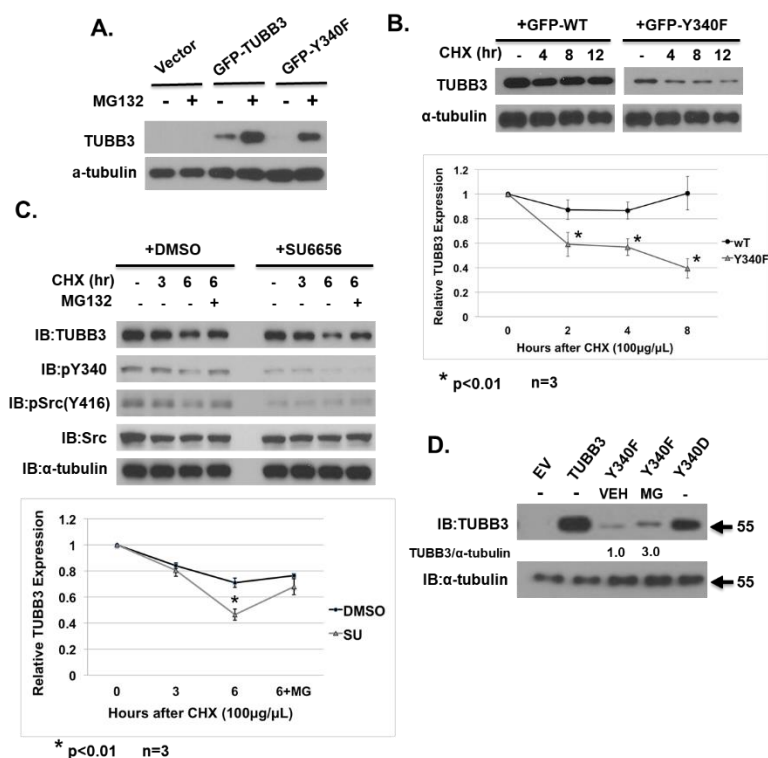 A.
Vector
GFP-TUBB3
GFP-Y340F
MG132 - + - + - +
TUBB3
a-tubulin
B.
+GFP-WT +GFP-Y340F
CHX (hr) - 4 8 12 - 4 8 12
TUBB3
α-tubulin
Relative TUBB3 Expression
1.2
1
0.8
0.6
0.4
0.2
0
* * *
wT
Y340F
0 2 4 8
Hours after CHX (100µg/µL)
* p<0.01 n=3
C.
+DMSO +SU6656
CHX (hr) - 3 6 6 - 3 6 6
MG132 - - - + - - - +
IB:TUBB3
IB:pY340
IB:pSrc(Y416)
IB:Src
IB:α-tubulin
Relative TUBB3 Expression
1.2
1
0.8
0.6
0.4
0.2
0
*
DMSO
SU
0 3 6 6+MG
Hours after CHX (100µg/µL)
* p<0.01 n=3
D.
EV TUBB3 Y340F Y340F Y340D
- - VEH MG -
IB:TUBB3 55
TUBB3/α-tubulin 1.0 3.0
IB:α-tubulin 55